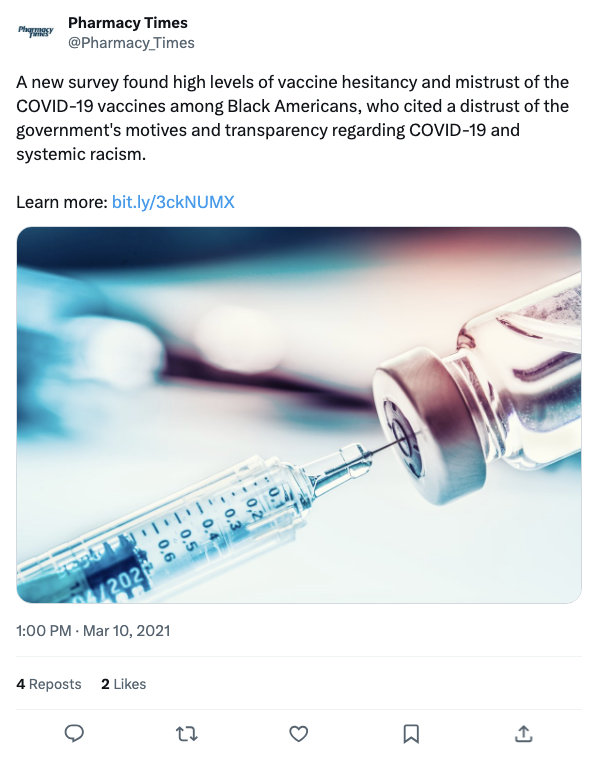 Pharmacy Times
Pharmacy Times
@Pharmacy_Times
A new survey found high levels of vaccine hesitancy and mistrust of the
COVID-19 vaccines among Black Americans, who cited a distrust of the
government's motives and transparency regarding COVID-19 and
systemic racism.
Learn more: bit.ly/3ckNUMX
0.2
0.3
0.4
0.5
0.6
1:00 PM · Mar 10, 2021
4 Reposts 2 Likes